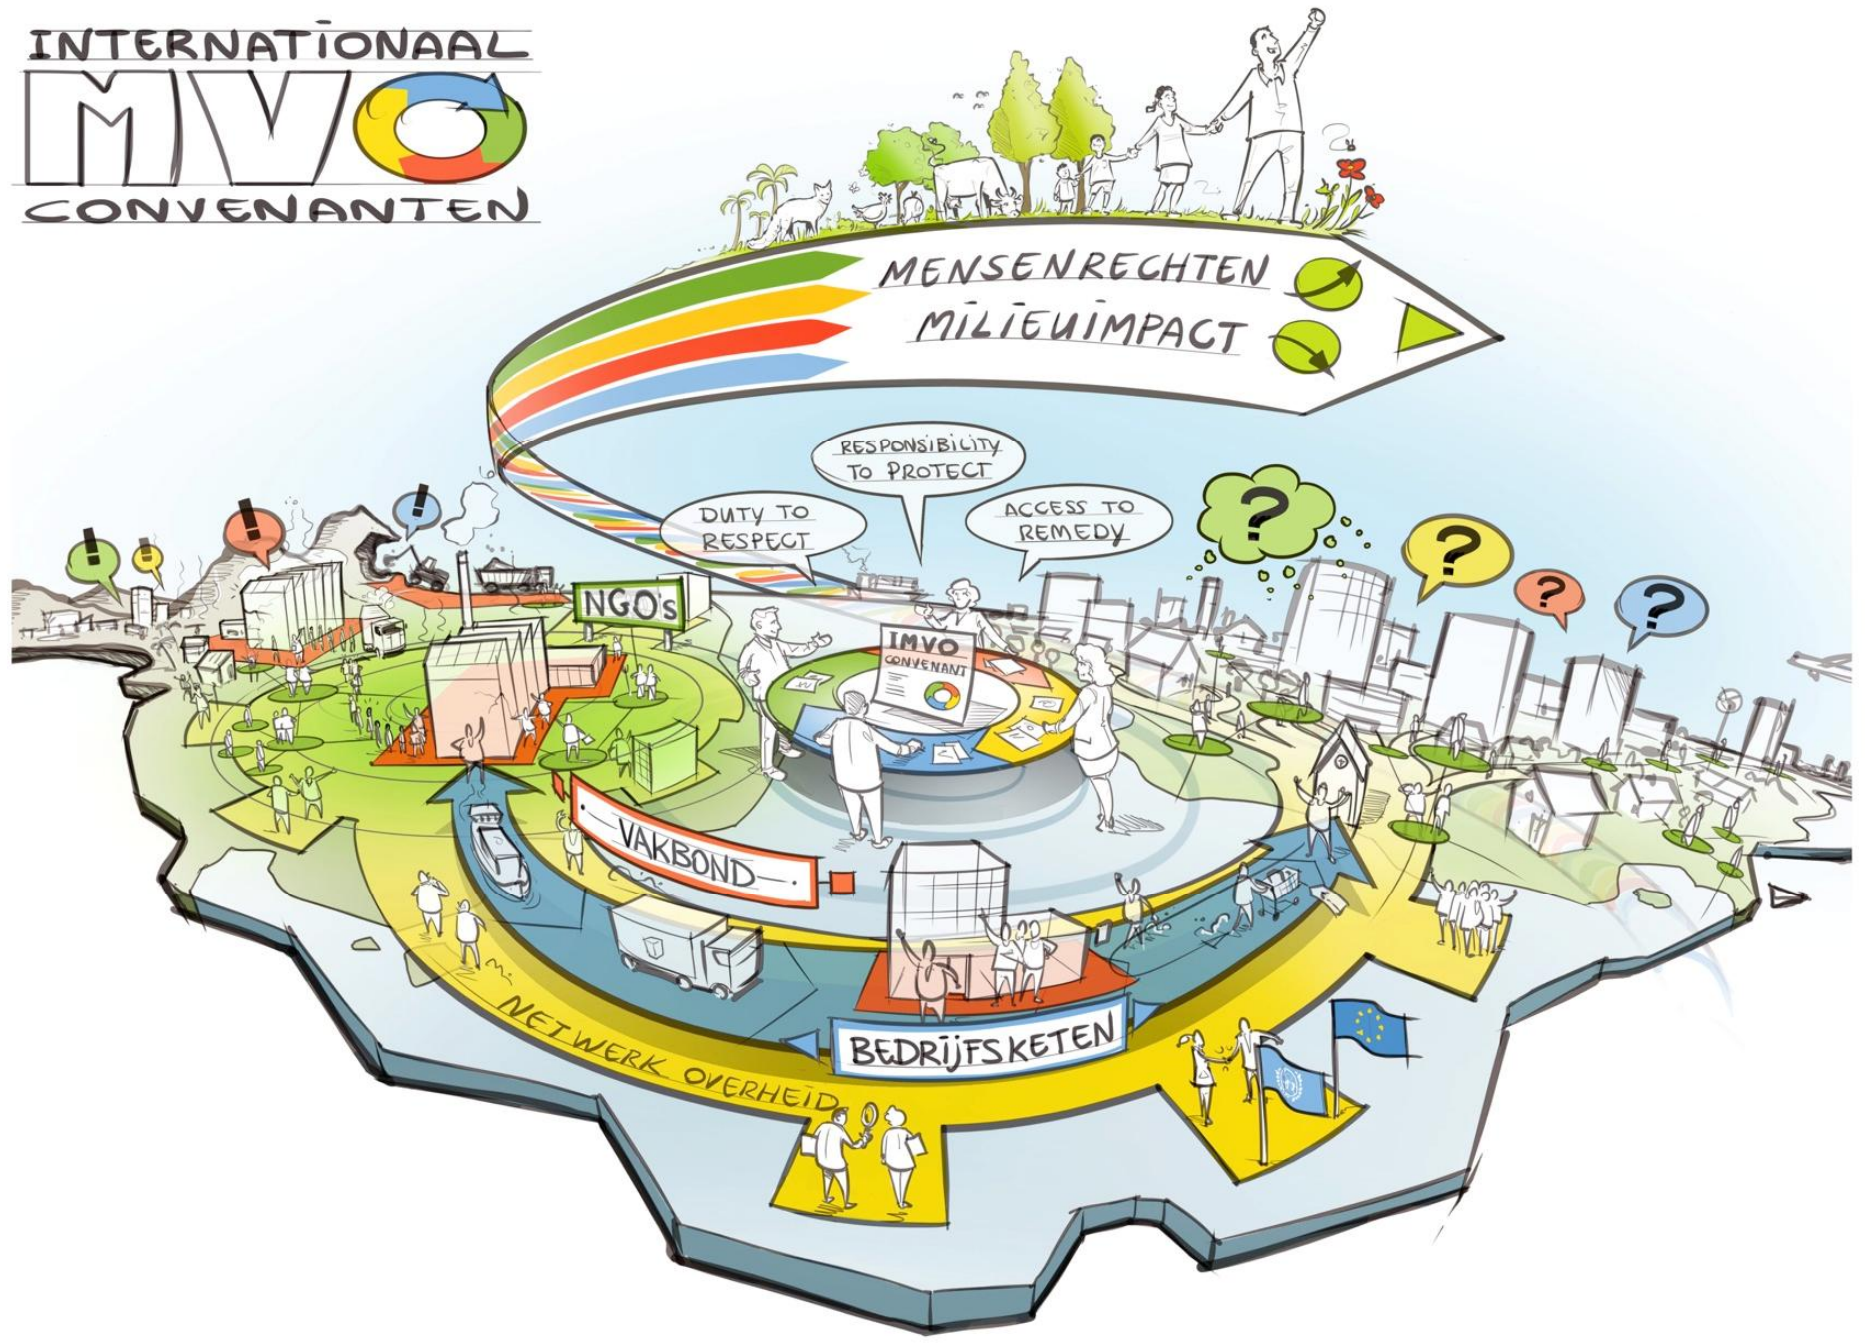 INTERNATIONAAL
MVO
CONVENANTEN
MENSENRECHTEN
MILIEUIMPACT
RESPONSIBILITY
TO PROTECT
DUTY TO
RESPECT
ACCESS TO
REMEDY
!
!
!
!
?
?
?
?
NGO's
IMVO
CONVENANT
VAKBOND
BEDRIJFSKETEN
NETWERK OVERHEID